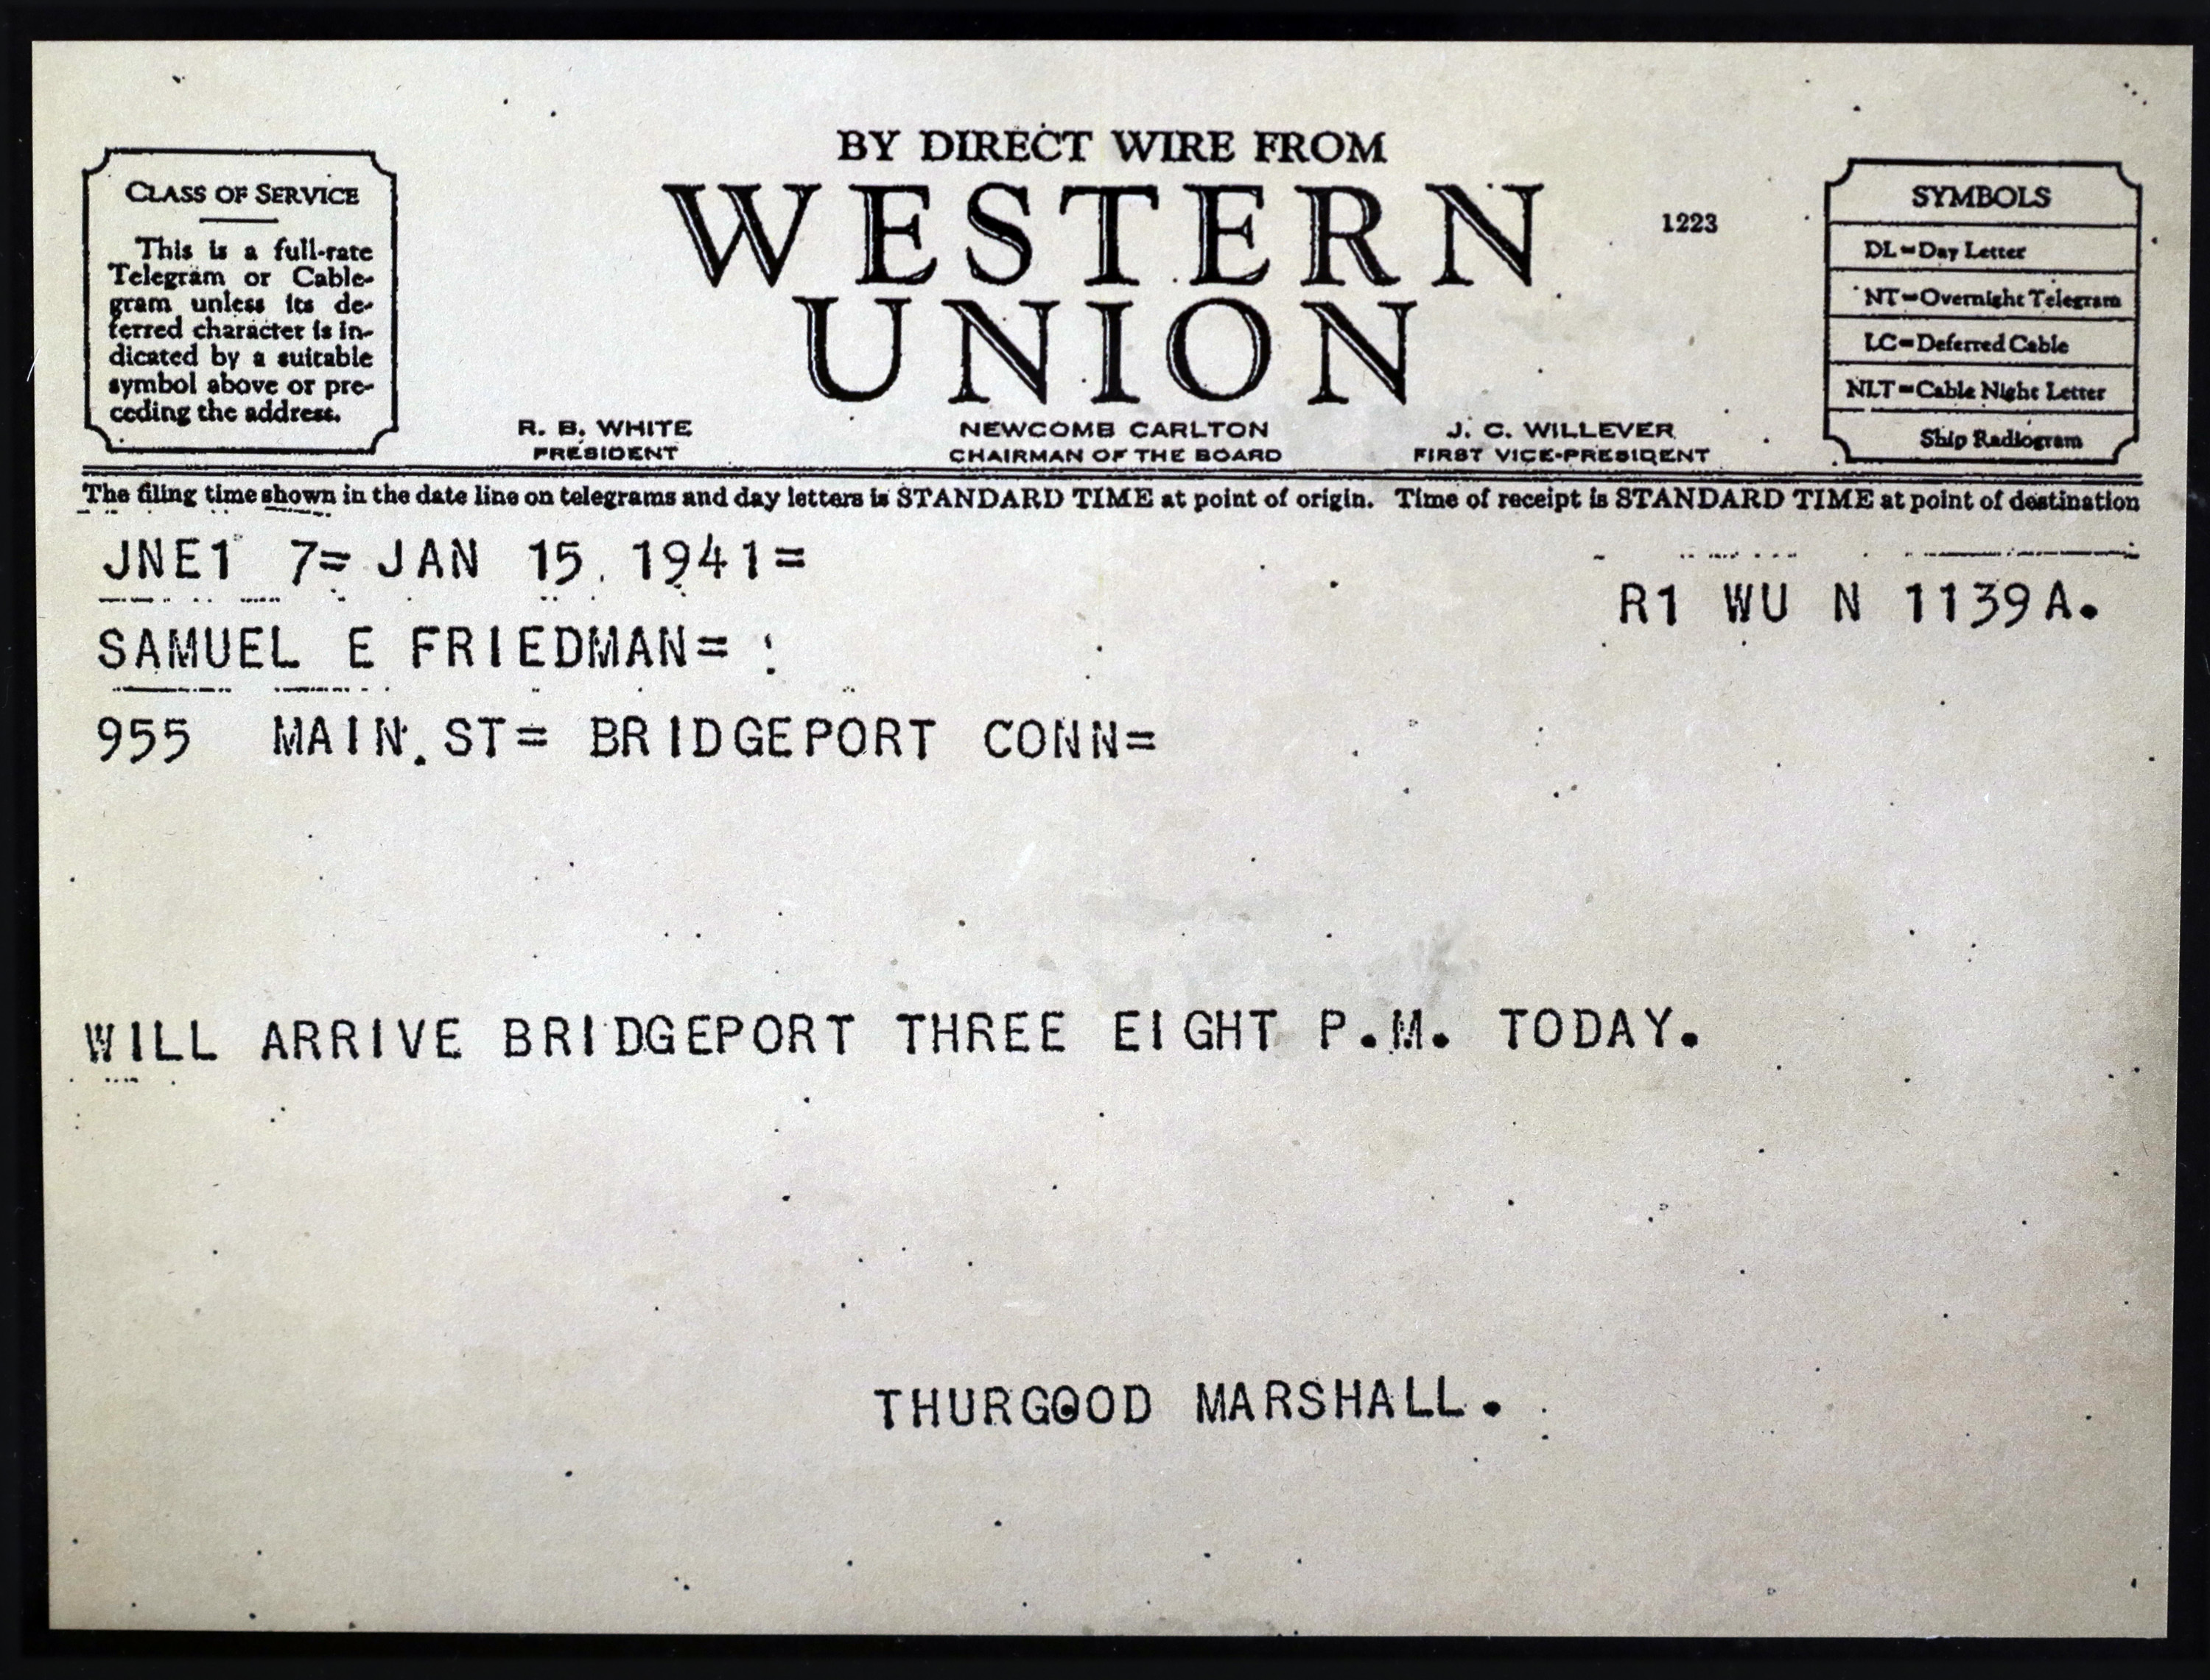 BY DIRECT WIRE FROM
WESTERN
UNION
1223
CLASS OF SERVICE
This is a full-rate
Telegram or Cable-
gram unless its de-
ferred character is in-
dicated by a suitable
symbol above or pre-
ceding the address.
SYMBOLS
DL=Day Letter
NT=Overnight Telegram
LC=Deferred Cable
NLT=Cable Night Letter
Ship Radiogram
R. B. WHITE
PRESIDENT
NEWCOMB CARLTON
CHAIRMAN OF THE BOARD
J. C. WILLEVER
FIRST VICE-PRESIDENT
The filing time shown in the date line on telegrams and day letters is STANDARD TIME at point of origin. Time of receipt is STANDARD TIME at point of destination
JNE1 7= JAN 15 1941=
R1 WU N 1139A.
SAMUEL E FRIEDMAN=
955 MAIN ST= BRIDGEPORT CONN=
WILL ARRIVE BRIDGEPORT THREE EIGHT P.M. TODAY.
THURGOOD MARSHALL.